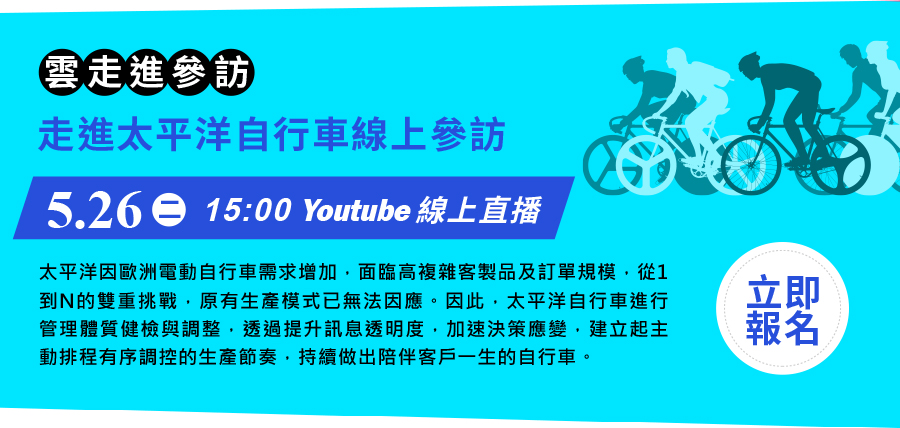 雲走進參訪
走進太平洋自行車線上參訪
5.26 二 15:00 Youtube 線上直播
太平洋因歐洲電動自行車需求增加，面臨高複雜客製品及訂單規模，從1
到N的雙重挑戰，原有生產模式已無法因應。因此，太平洋自行車進行
管理體質健檢與調整，透過提升訊息透明度，加速決策應變，建立起主
動排程有序調控的生產節奏，持續做出陪伴客戶一生的自行車。
立即
報名